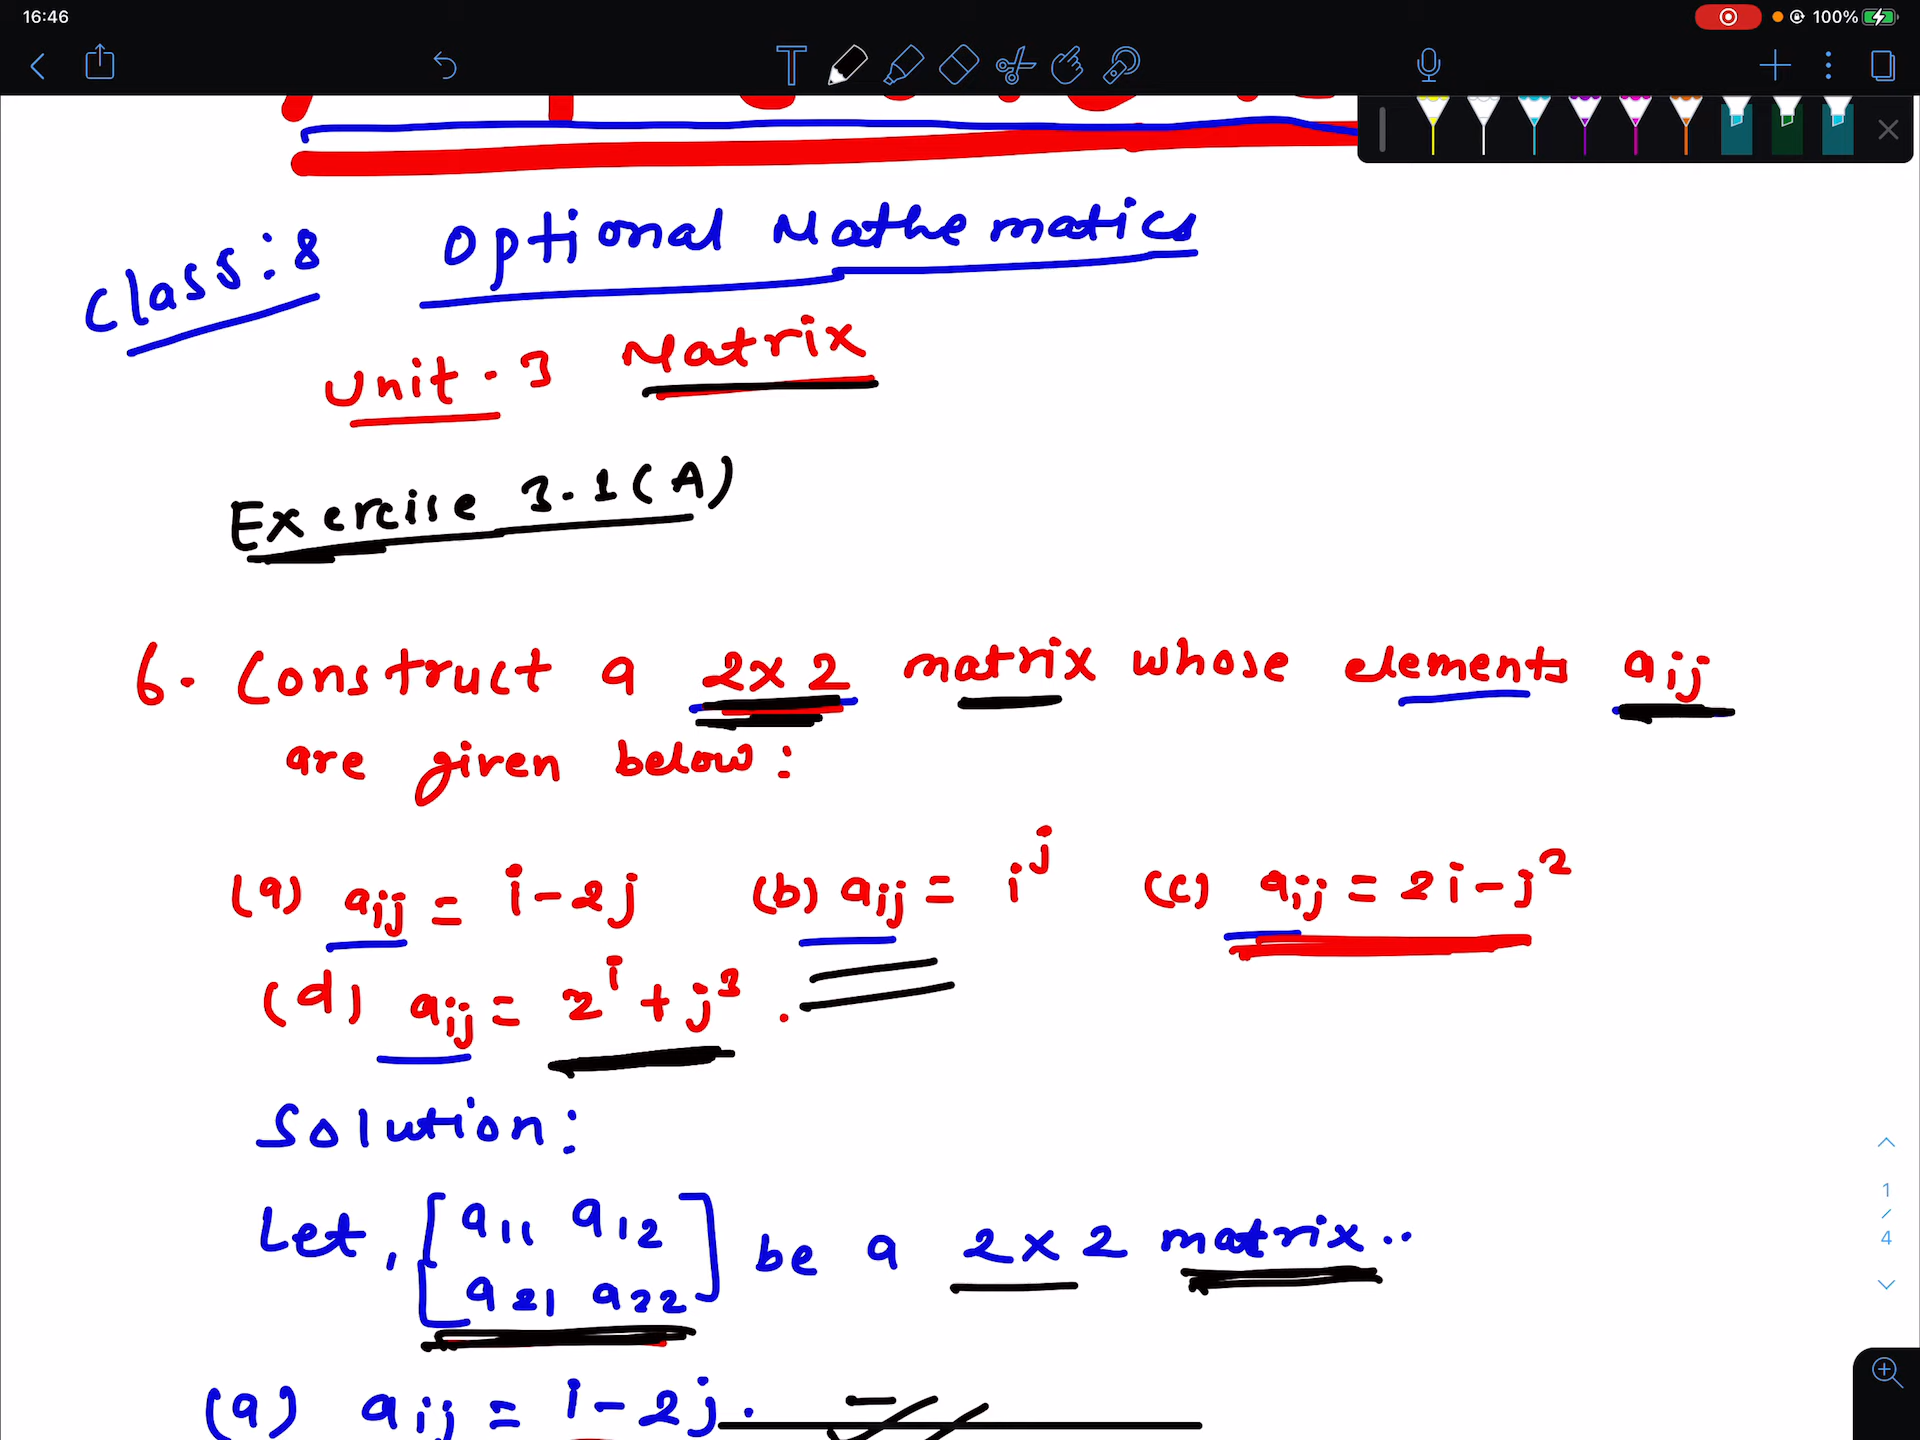 16:46
100%
T
Class: 8 Optional Mathematics
Unit - 3 Matrix
Exercise 3.1 (A)
6. Construct a 2x2 matrix whose elements aij
are given below:
(a) aij = i-2j (b) aij = i^j (c) aij = 2i-j²
(d) aij = 2^i + j³.
Solution:
Let, [a11 a12
a21 a22] be a 2x2 matrix..
(a) aij = i-2j.
1
/
4